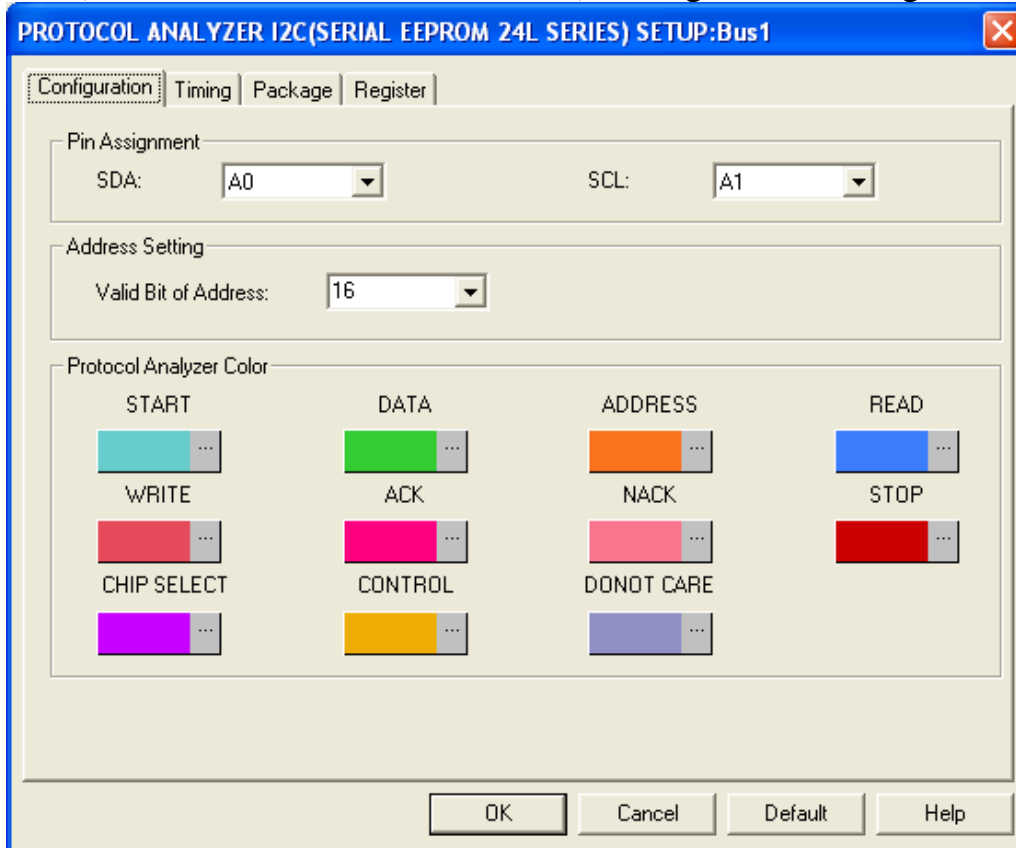 PROTOCOL ANALYZER I2C(SERIAL EEPROM 24L SERIES) SETUP:Bus1
Configuration Timing Package Register
Pin Assignment
SDA: A0 SCL: A1
Address Setting
Valid Bit of Address: 16
Protocol Analyzer Color
START DATA ADDRESS READ
... ... ... ...
WRITE ACK NACK STOP
... ... ... ...
CHIP SELECT CONTROL DONOT CARE
... ... ...
OK Cancel Default Help